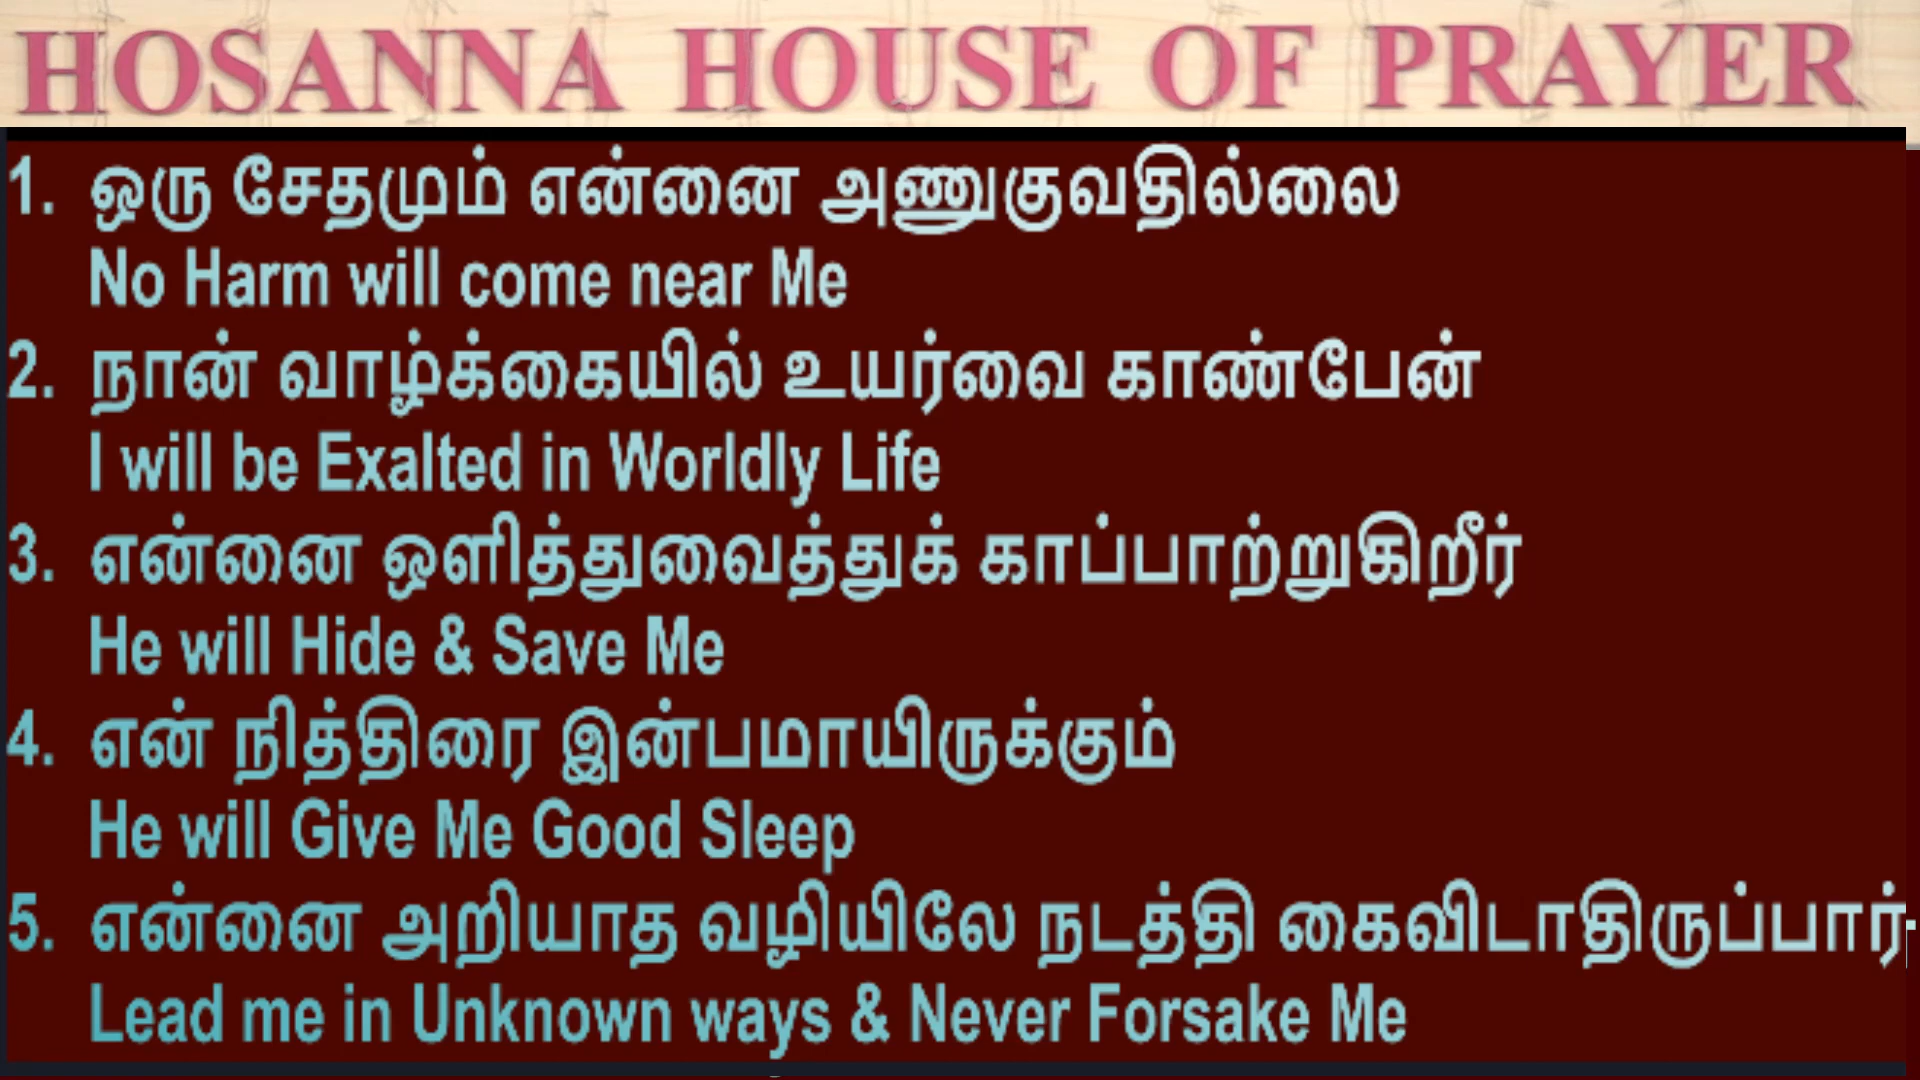 HOSANNA HOUSE OF PRAYER
1. ஒரு சேதமும் என்னை அணுகுவதில்லை
No Harm will come near Me
2. நான் வாழ்க்கையில் உயர்வை காண்பேன்
I will be Exalted in Worldly Life
3. என்னை ஒளித்துவைத்துக் காப்பாற்றுகிறீர்
He will Hide & Save Me
4. என் நித்திரை இன்பமாயிருக்கும்
He will Give Me Good Sleep
5. என்னை அறியாத வழியிலே நடத்தி கைவிடாதிருப்பார்
Lead me in Unknown ways & Never Forsake Me